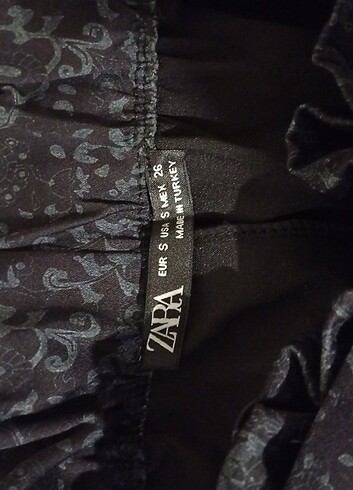 ZARA
EUR S USA S MEX 26
MADE IN TURKEY